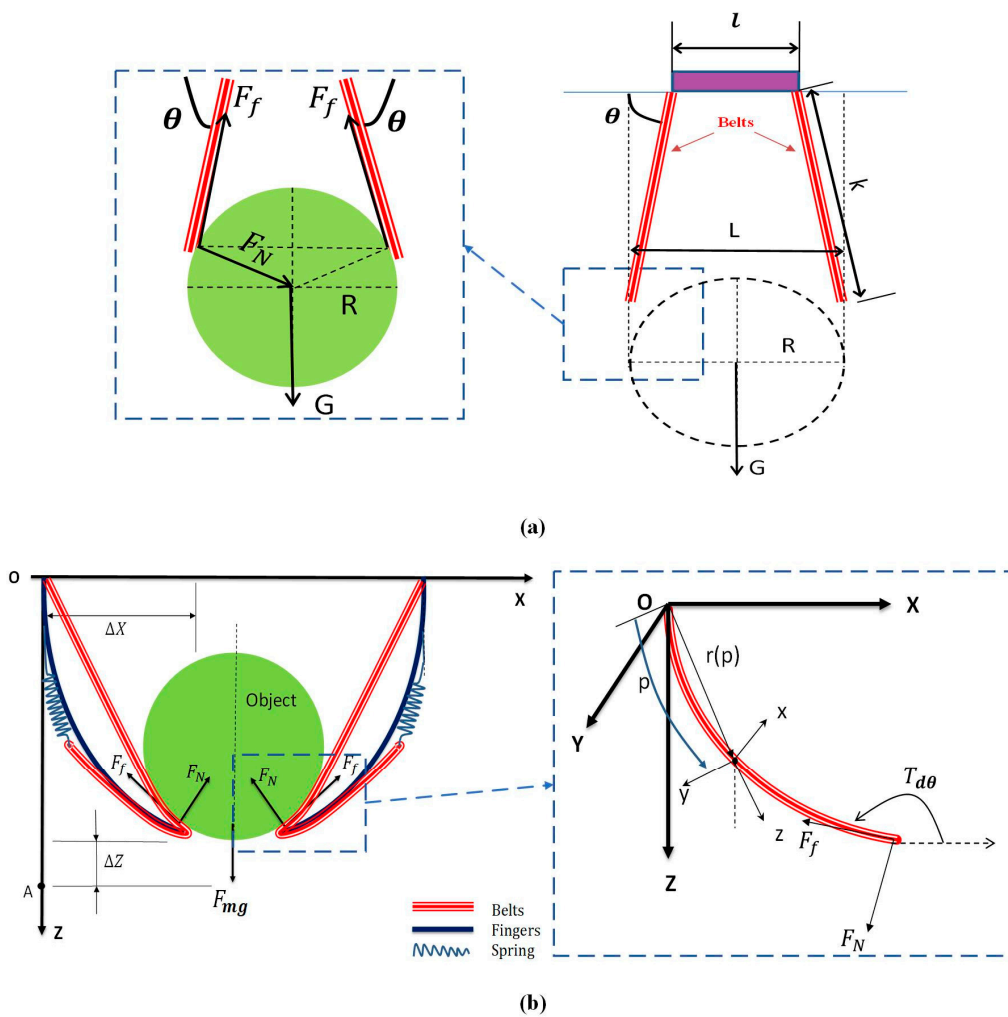 l
F_f
F_f
θ
θ
θ
Belts
k
F_N
L
R
R
G
G
(a)
O
X
ΔX
Object
F_f
F_N
F_N
F_f
ΔZ
A
F_mg
Z
Belts
Fingers
Spring
O
X
r(p)
p
Y
x
y
z
T_dθ
F_f
Z
F_N
(b)